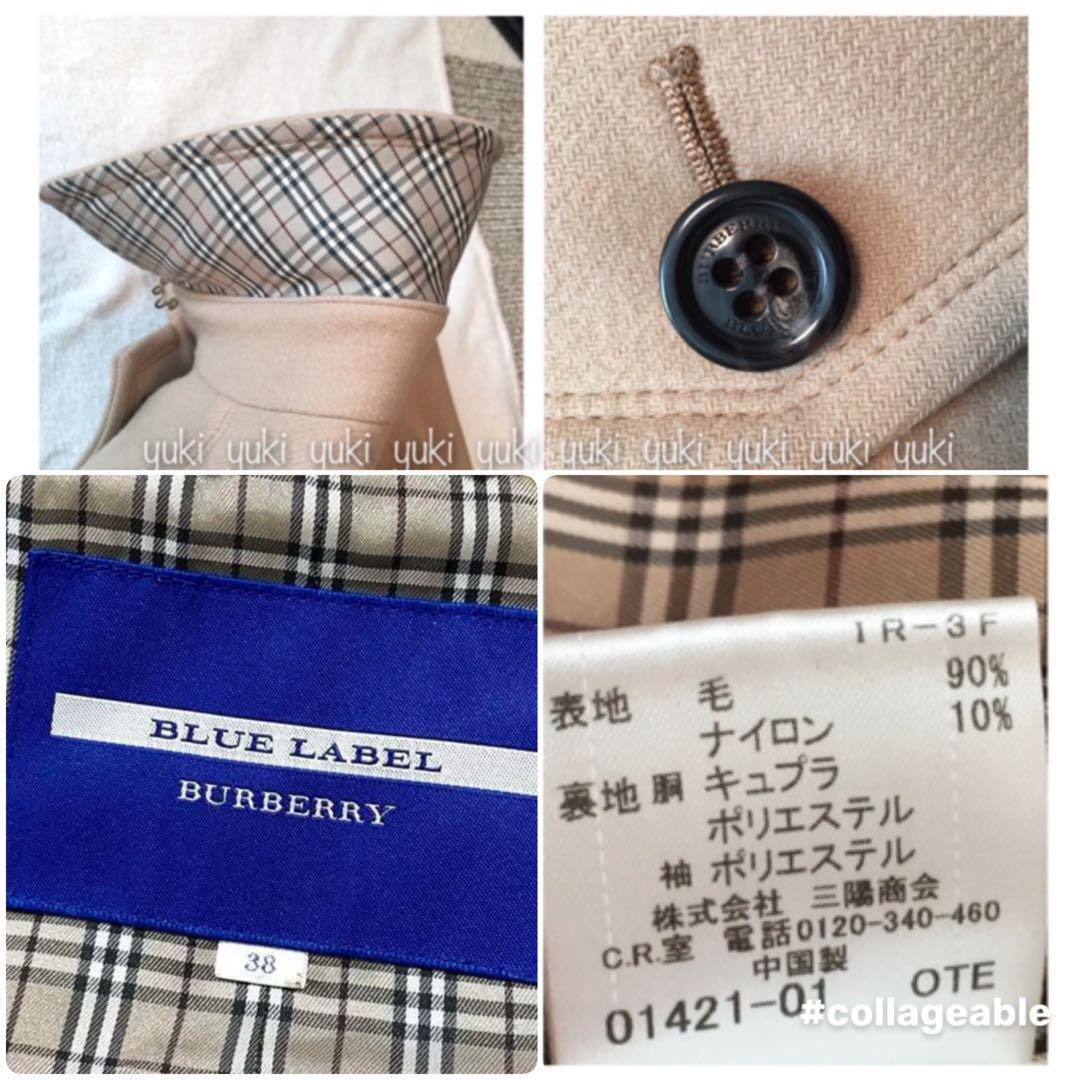 yuki yuki yuki yuki yuki yuki yuki yuki yuki yuki
BURBERRY
BLUE LABEL
BURBERRY
38
IR-3F
表地 毛 90%
ナイロン 10%
裏地 胴 キュプラ
ポリエステル
袖 ポリエステル
株式会社 三陽商会
C.R.室 電話0120-340-460
中国製
01421-01 OTE
#collageable